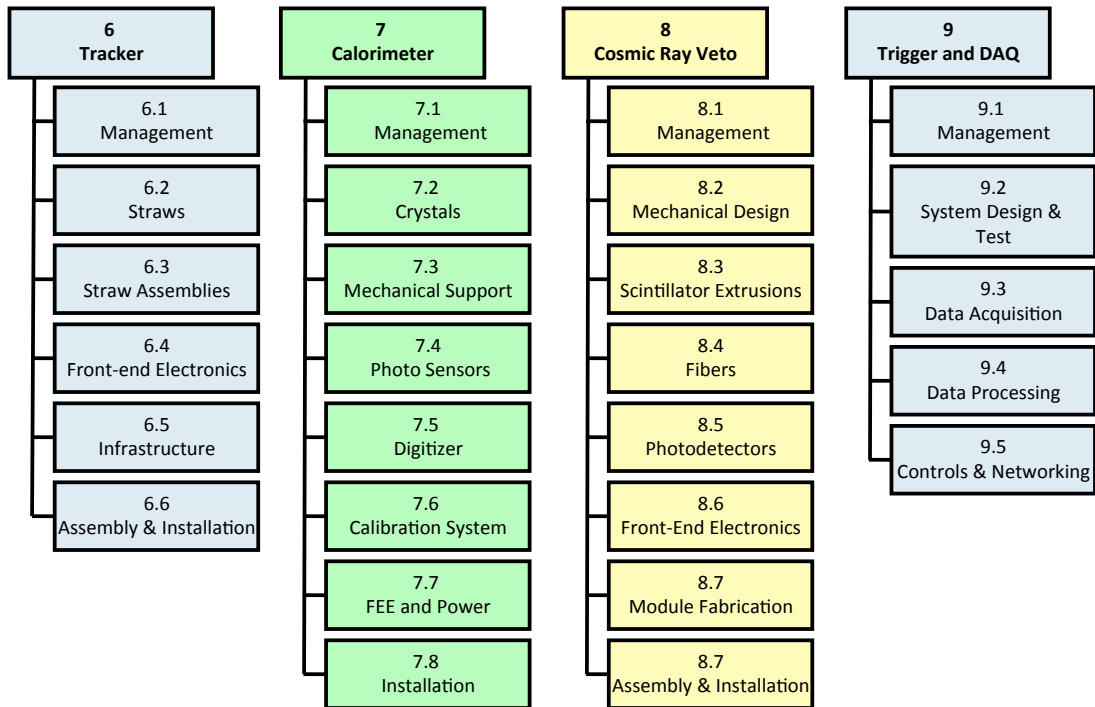 6
Tracker
6.1
Management
6.2
Straws
6.3
Straw Assemblies
6.4
Front-end Electronics
6.5
Infrastructure
6.6
Assembly & Installation
7
Calorimeter
7.1
Management
7.2
Crystals
7.3
Mechanical Support
7.4
Photo Sensors
7.5
Digitizer
7.6
Calibration System
7.7
FEE and Power
7.8
Installation
8
Cosmic Ray Veto
8.1
Management
8.2
Mechanical Design
8.3
Scintillator Extrusions
8.4
Fibers
8.5
Photodetectors
8.6
Front-End Electronics
8.7
Module Fabrication
8.7
Assembly & Installation
9
Trigger and DAQ
9.1
Management
9.2
System Design &
Test
9.3
Data Acquisition
9.4
Data Processing
9.5
Controls & Networking